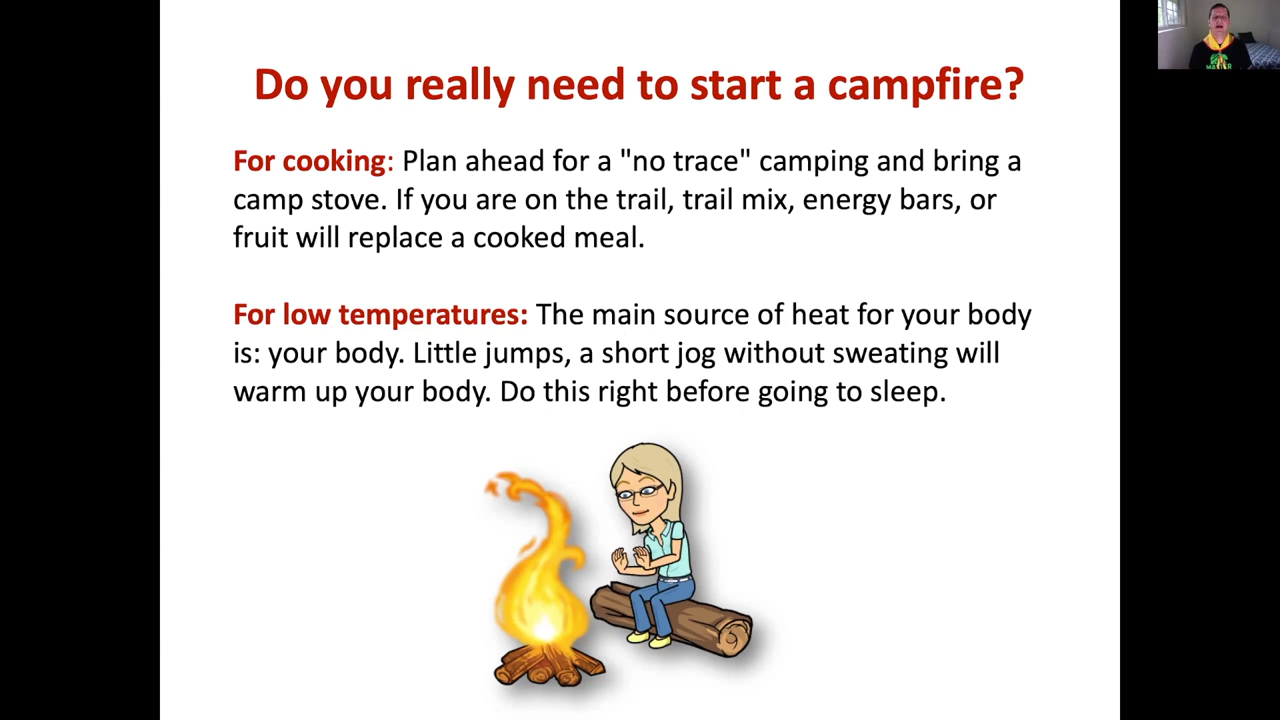 Do you really need to start a campfire?
For cooking: Plan ahead for a "no trace" camping and bring a
camp stove. If you are on the trail, trail mix, energy bars, or
fruit will replace a cooked meal.
For low temperatures: The main source of heat for your body
is: your body. Little jumps, a short jog without sweating will
warm up your body. Do this right before going to sleep.